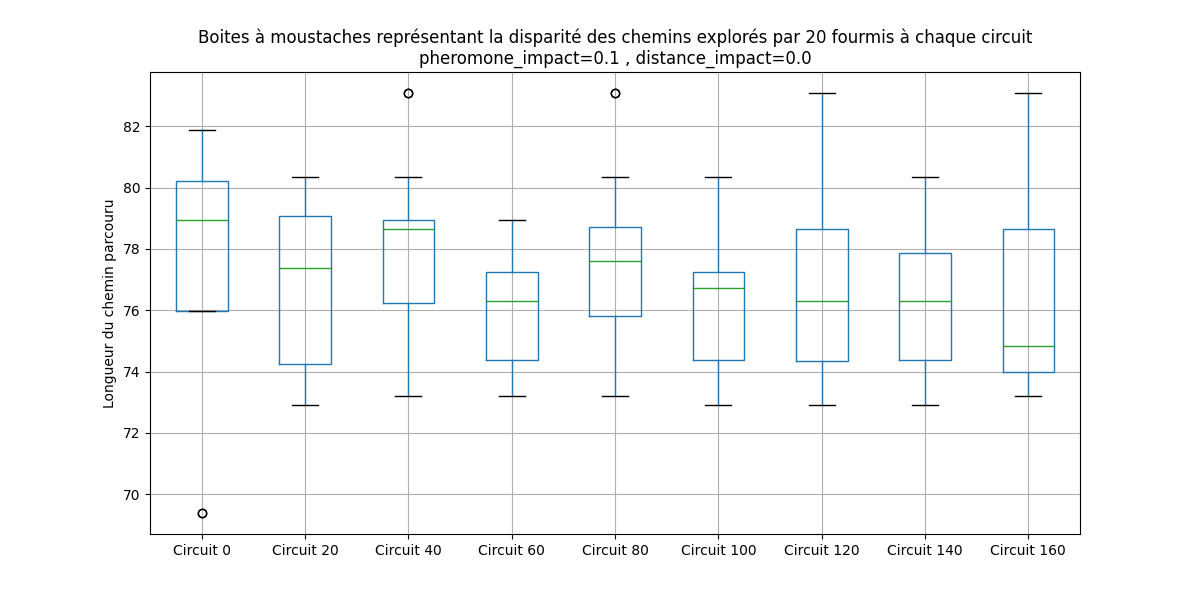 Boites à moustaches représentant la disparité des chemins explorés par 20 fourmis à chaque circuit
pheromone_impact=0.1 , distance_impact=0.0
Longueur du chemin parcouru
82
80
78
76
74
72
70
Circuit 0 Circuit 20 Circuit 40 Circuit 60 Circuit 80 Circuit 100 Circuit 120 Circuit 140 Circuit 160